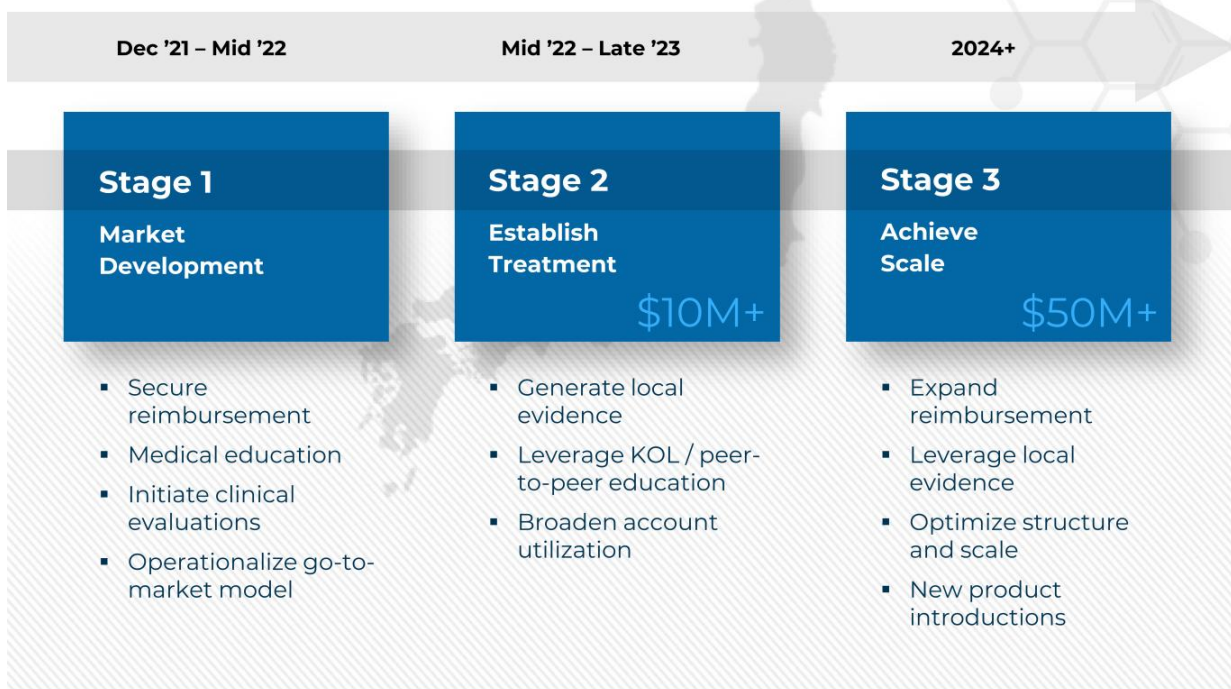 Dec ’21 – Mid ’22
Mid ’22 – Late ’23
2024+
Stage 1
Market
Development
▪ Secure
reimbursement
▪ Medical education
▪ Initiate clinical
evaluations
▪ Operationalize go-to-
market model
Stage 2
Establish
Treatment
$10M+
▪ Generate local
evidence
▪ Leverage KOL / peer-
to-peer education
▪ Broaden account
utilization
Stage 3
Achieve
Scale
$50M+
▪ Expand
reimbursement
▪ Leverage local
evidence
▪ Optimize structure
and scale
▪ New product
introductions